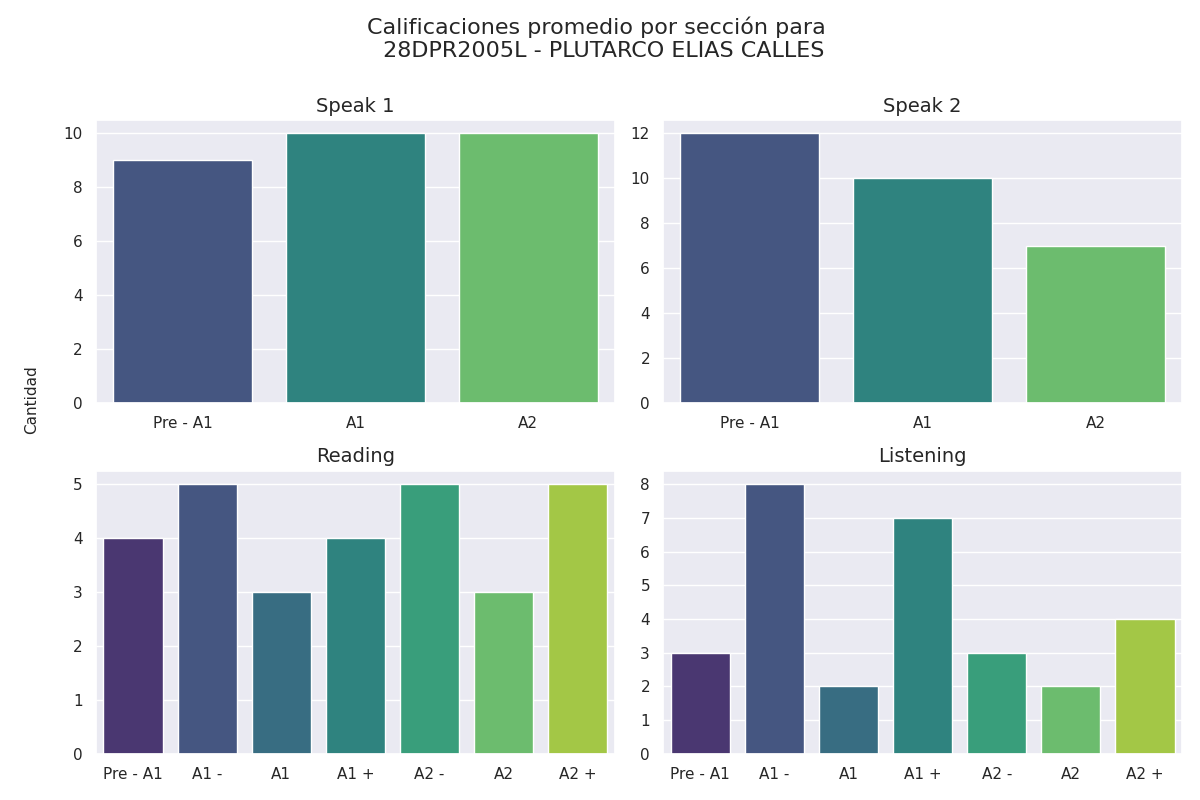 Calificaciones promedio por sección para
28DPR2005L - PLUTARCO ELIAS CALLES
Cantidad
Speak 1
10
8
6
4
2
0
Pre - A1 A1 A2
Speak 2
12
10
8
6
4
2
0
Pre - A1 A1 A2
Reading
5
4
3
2
1
0
Pre - A1 A1 - A1 A1 + A2 - A2 A2 +
Listening
8
7
6
5
4
3
2
1
0
Pre - A1 A1 - A1 A1 + A2 - A2 A2 +